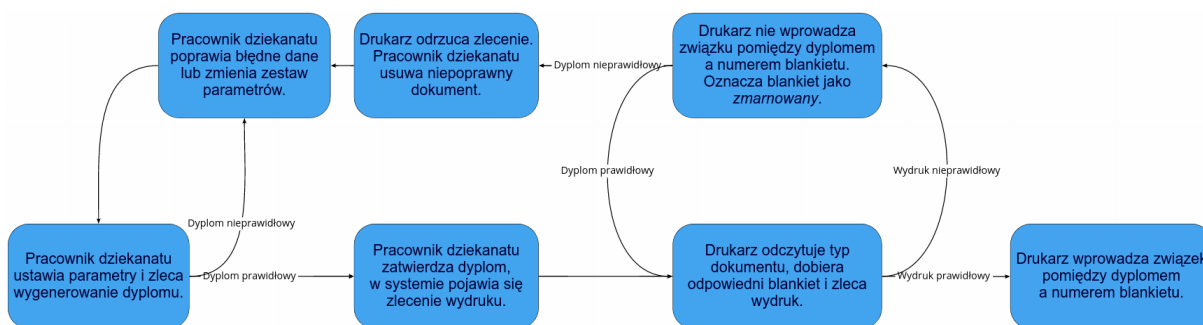 Pracownik dziekanatu
poprawia błędne dane
lub zmienia zestaw
parametrów.
Drukarz odrzuca zlecenie.
Pracownik dziekanatu
usuwa niepoprawny
dokument.
Dyplom nieprawidłowy
Drukarz nie wprowadza
związku pomiędzy dyplomem
a numerem blankietu.
Oznacza blankiet jako
zmarnowany.
Dyplom prawidłowy
Wydruk nieprawidłowy
Dyplom nieprawidłowy
Pracownik dziekanatu
ustawia parametry i zleca
wygenerowanie dyplomu.
Dyplom prawidłowy
Pracownik dziekanatu
zatwierdza dyplom,
w systemie pojawia się
zlecenie wydruku.
Drukarz odczytuje typ
dokumentu, dobiera
odpowiedni blankiet i zleca
wydruk.
Wydruk prawidłowy
Drukarz wprowadza związek
pomiędzy dyplomem
a numerem blankietu.